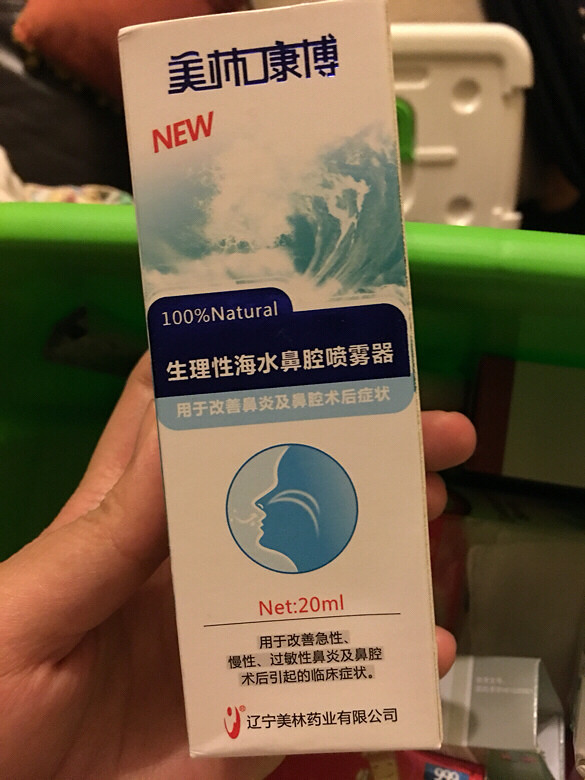 美林康博
NEW
100%Natural
生理性海水鼻腔喷雾器
用于改善鼻炎及鼻腔术后症状
Net:20ml
用于改善急性、
慢性、过敏性鼻炎及鼻腔
术后引起的临床症状。
辽宁美林药业有限公司
999